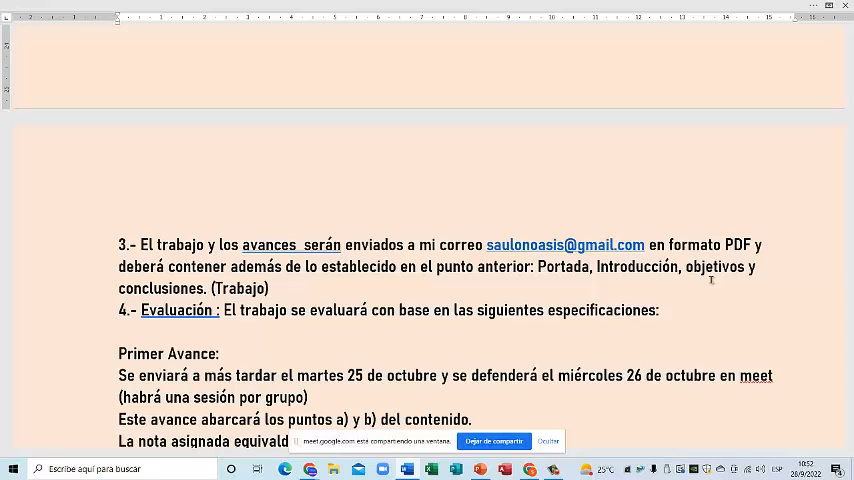 3.- El trabajo y los avances serán enviados a mi correo saulonoasis@gmail.com en formato PDF y
deberá contener además de lo establecido en el punto anterior: Portada, Introducción, objetivos y
conclusiones. (Trabajo)
4.- Evaluación : El trabajo se evaluará con base en las siguientes especificaciones:
Primer Avance:
Se enviará a más tardar el martes 25 de octubre y se defenderá el miércoles 26 de octubre en meet
(habrá una sesión por grupo)
Este avance abarcará los puntos a) y b) del contenido.
La nota asignada equivald
meet.google.com está compartiendo una ventana. Dejar de compartir Ocultar
Escribe aquí para buscar 25°C ESP 10:52
28/9/2022